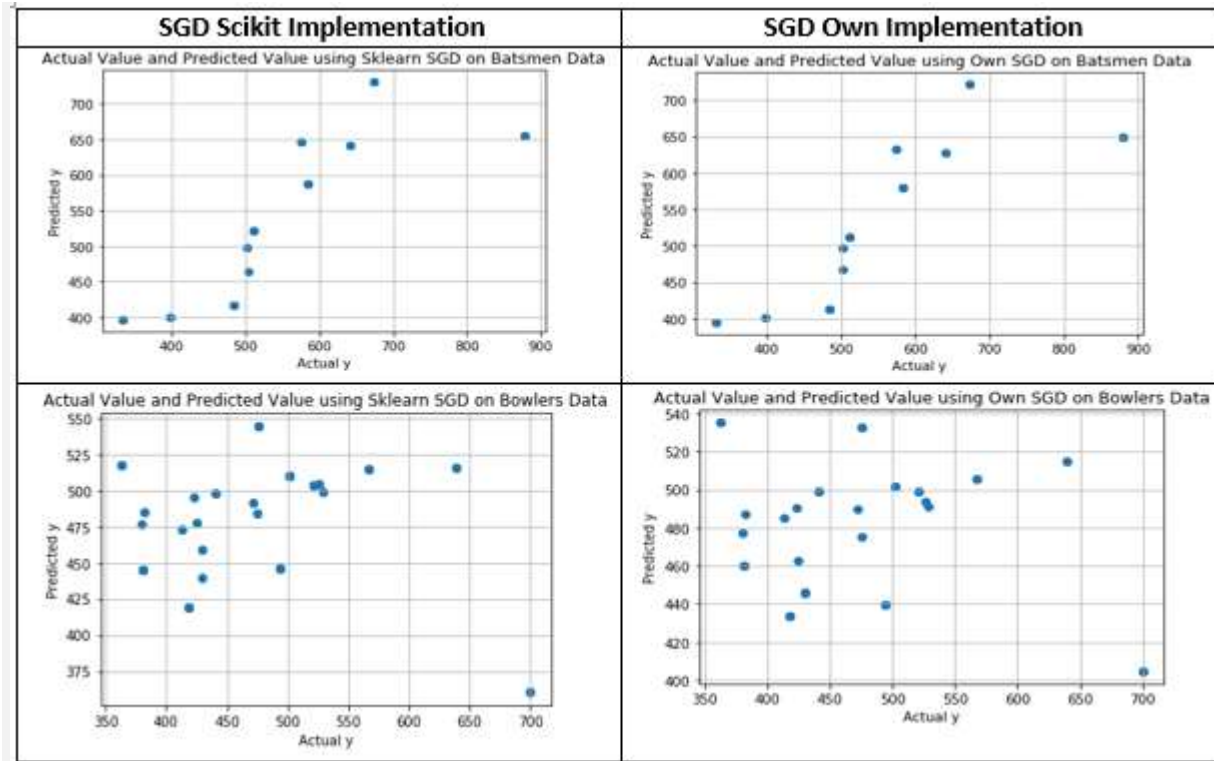 SGD Scikit Implementation
SGD Own Implementation
Actual Value and Predicted Value using Sklearn SGD on Batsmen Data
700
650
600
550
500
450
400
Predicted y
400 500 600 700 800 900
Actual y
Actual Value and Predicted Value using Own SGD on Batsmen Data
700
650
600
550
500
450
400
Predicted y
400 500 600 700 800 900
Actual y
Actual Value and Predicted Value using Sklearn SGD on Bowlers Data
550
525
500
475
450
425
400
375
Predicted y
350 400 450 500 550 600 650 700
Actual y
Actual Value and Predicted Value using Own SGD on Bowlers Data
540
520
500
480
460
440
420
400
Predicted y
350 400 450 500 550 600 650 700
Actual y